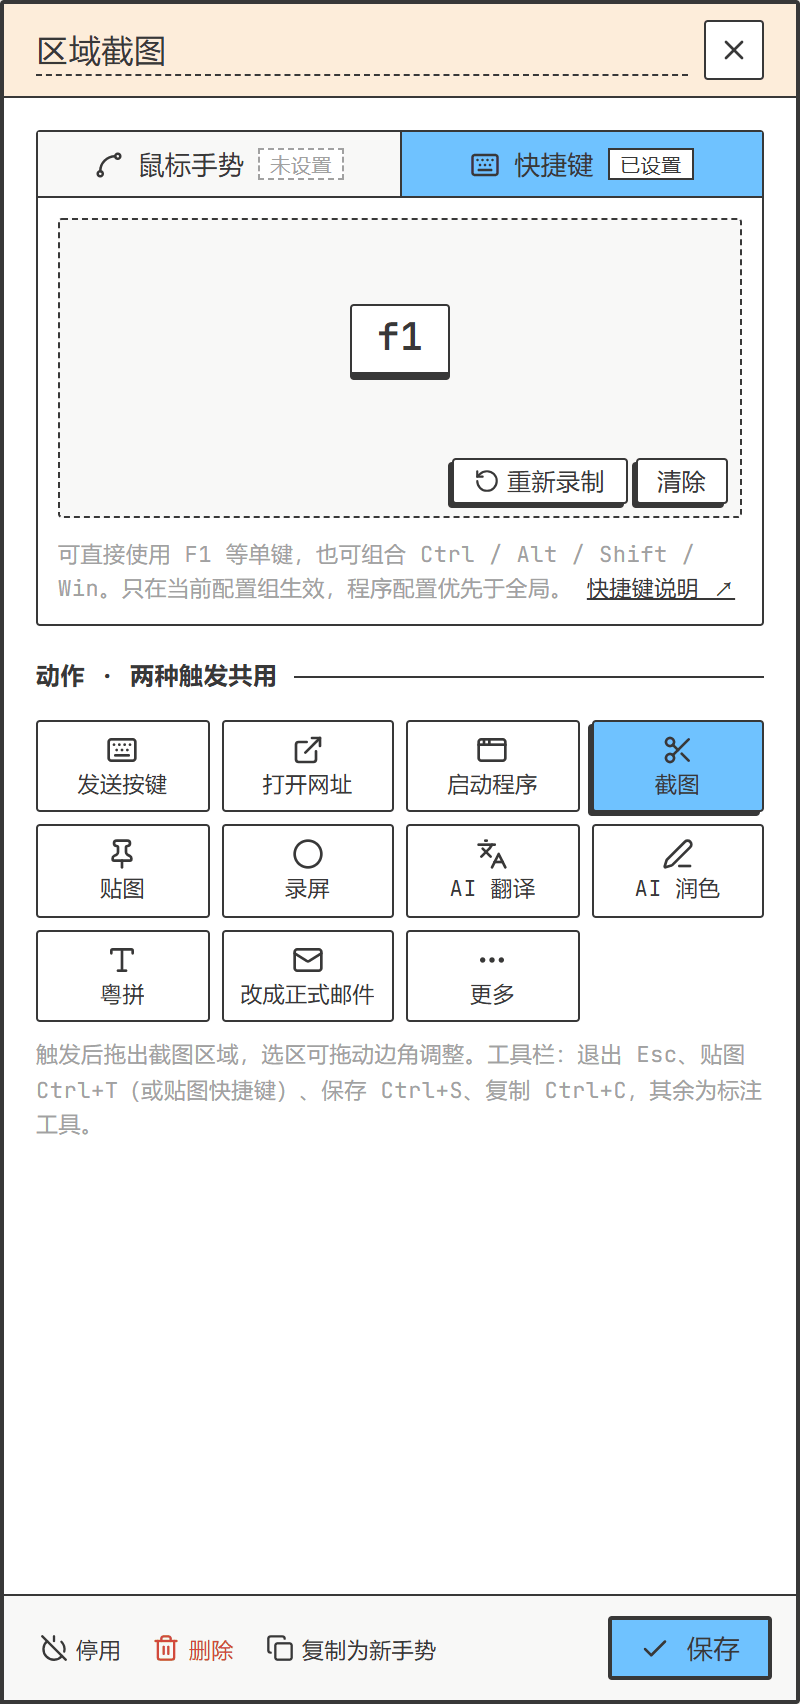 区域截图
鼠标手势 未设置
快捷键 已设置
f1
重新录制 清除
可直接使用 F1 等单键，也可组合 Ctrl / Alt / Shift /
Win。只在当前配置组生效，程序配置优先于全局。 快捷键说明 ↗
动作 · 两种触发共用
发送按键 打开网址 启动程序 截图
贴图 录屏 AI 翻译 AI 润色
粤拼 改成正式邮件 更多
触发后拖出截图区域，选区可拖动边角调整。工具栏：退出 Esc、贴图
Ctrl+T（或贴图快捷键）、保存 Ctrl+S、复制 Ctrl+C，其余为标注
工具。
停用 删除 复制为新手势 保存